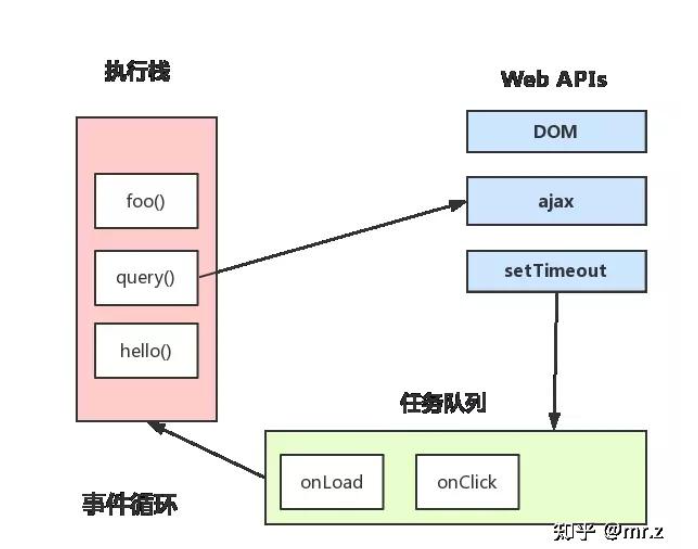 执行栈
Web APIs
DOM
foo()
ajax
query()
setTimeout
hello()
任务队列
onLoad
onClick
事件循环
知乎 @mr.z